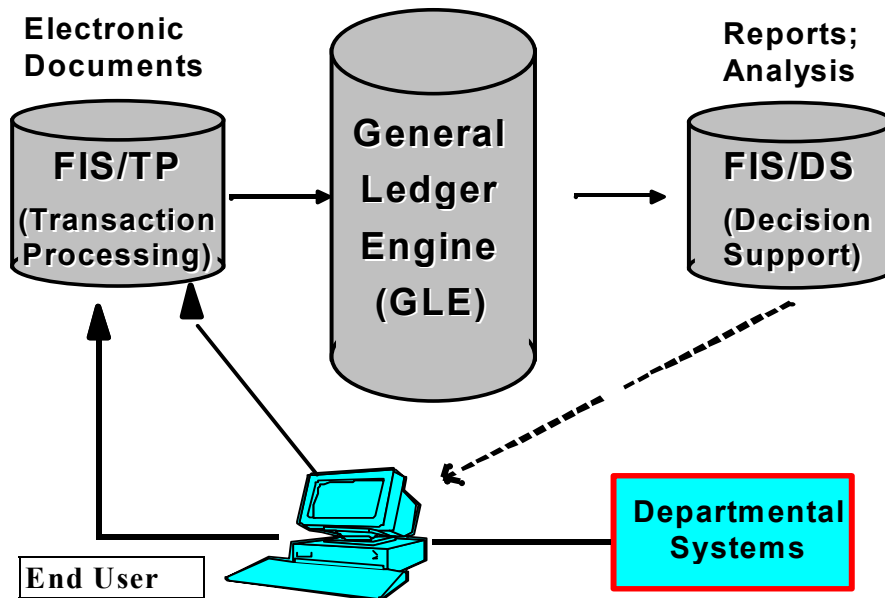 Electronic
Documents
FIS/TP
(Transaction
Processing)
General
Ledger
Engine
(GLE)
Reports;
Analysis
FIS/DS
(Decision
Support)
End User
Departmental
Systems